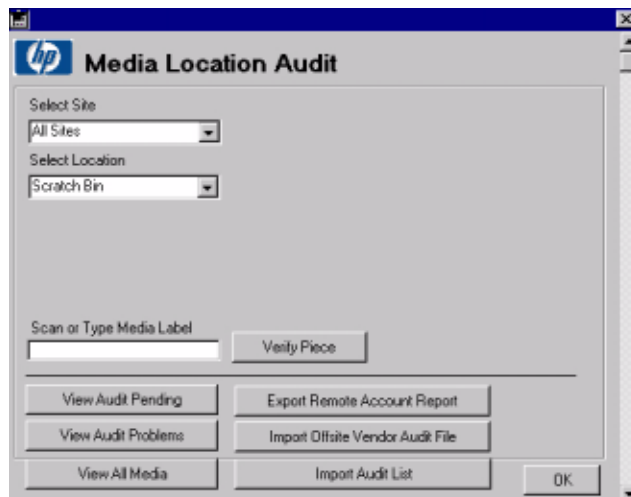 hp
Media Location Audit
Select Site
All Sites
Select Location
Scratch Bin
Scan or Type Media Label
Verify Piece
View Audit Pending
Export Remote Account Report
View Audit Problems
Import Offsite Vendor Audit File
View All Media
Import Audit List
OK